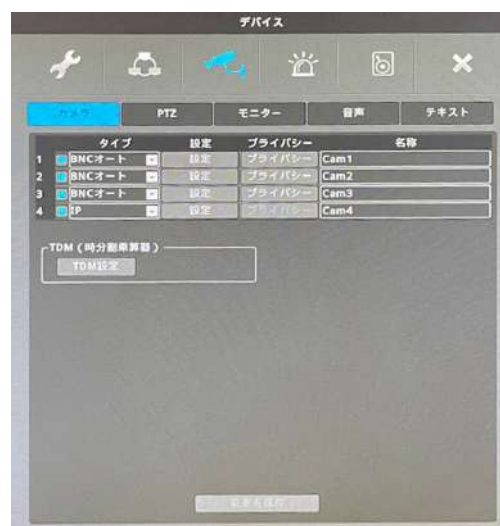 デバイス
カメラ PTZ モニター 音声 テキスト
タイプ 設定 プライバシー 名称
1 BNCオート 設定 プライバシー Cam1
2 BNCオート 設定 プライバシー Cam2
3 BNCオート 設定 プライバシー Cam3
4 IP 設定 プライバシー Cam4
TDM(時分割乗算器)
TDM設定
変更を保存